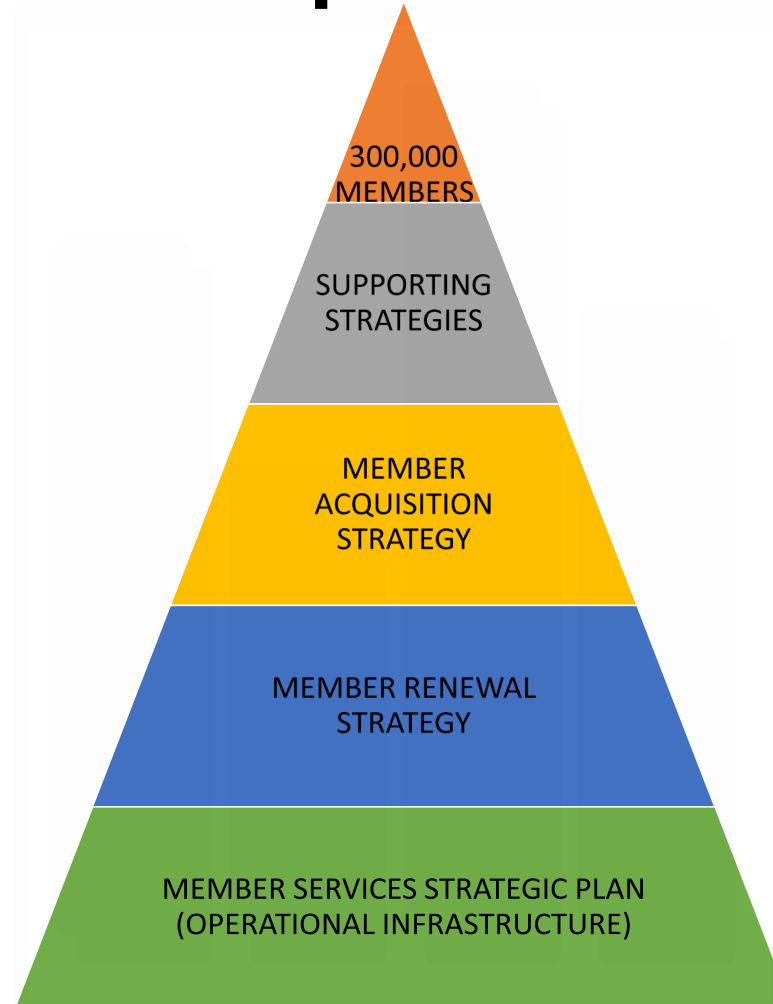 300,000
MEMBERS
SUPPORTING
STRATEGIES
MEMBER
ACQUISITION
STRATEGY
MEMBER RENEWAL
STRATEGY
MEMBER SERVICES STRATEGIC PLAN
(OPERATIONAL INFRASTRUCTURE)